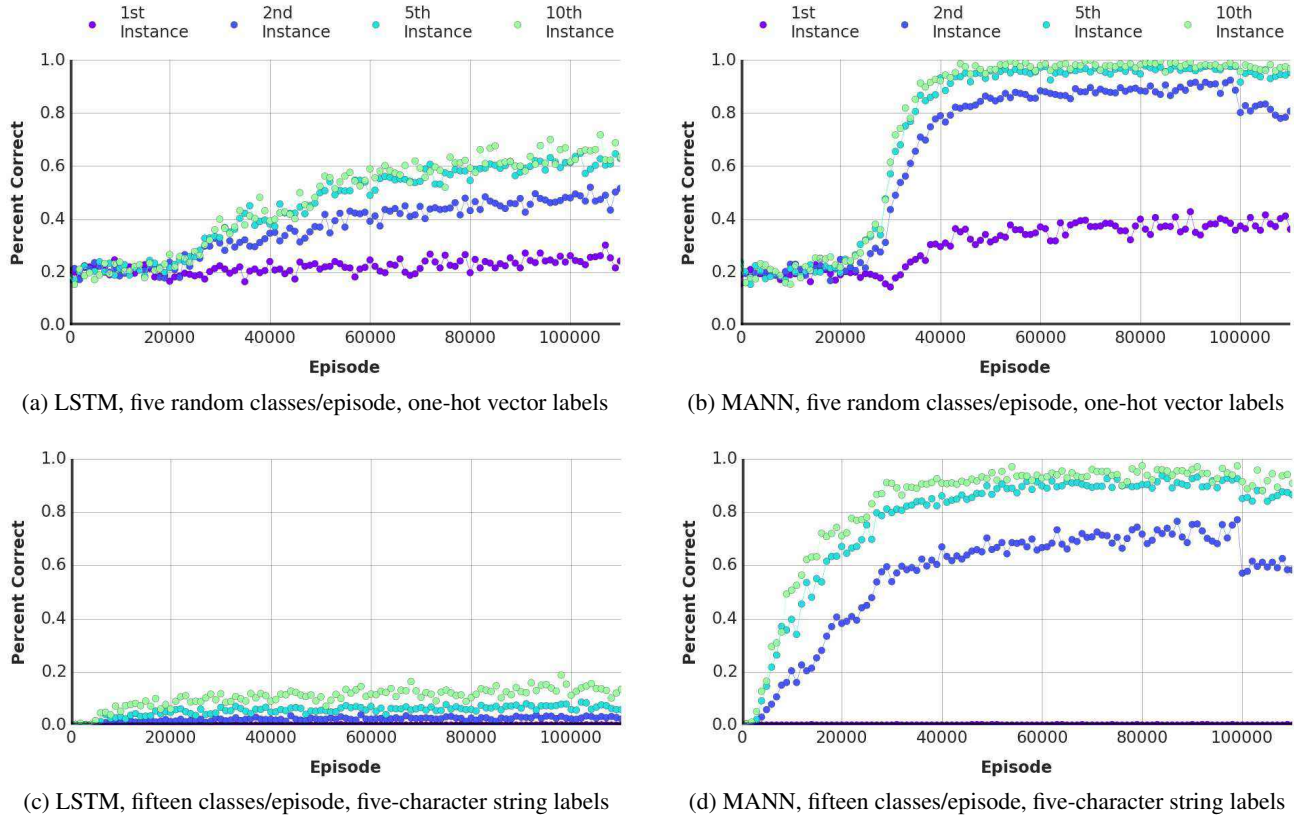 1st Instance 2nd Instance 5th Instance 10th Instance
1.0
0.8
0.6
0.4
0.2
0.0
Percent Correct
0 20000 40000 60000 80000 100000
Episode
(a) LSTM, five random classes/episode, one-hot vector labels
1st Instance 2nd Instance 5th Instance 10th Instance
1.0
0.8
0.6
0.4
0.2
0.0
Percent Correct
0 20000 40000 60000 80000 100000
Episode
(b) MANN, five random classes/episode, one-hot vector labels
1.0
0.8
0.6
0.4
0.2
0.0
Percent Correct
0 20000 40000 60000 80000 100000
Episode
(c) LSTM, fifteen classes/episode, five-character string labels
1.0
0.8
0.6
0.4
0.2
0.0
Percent Correct
0 20000 40000 60000 80000 100000
Episode
(d) MANN, fifteen classes/episode, five-character string labels